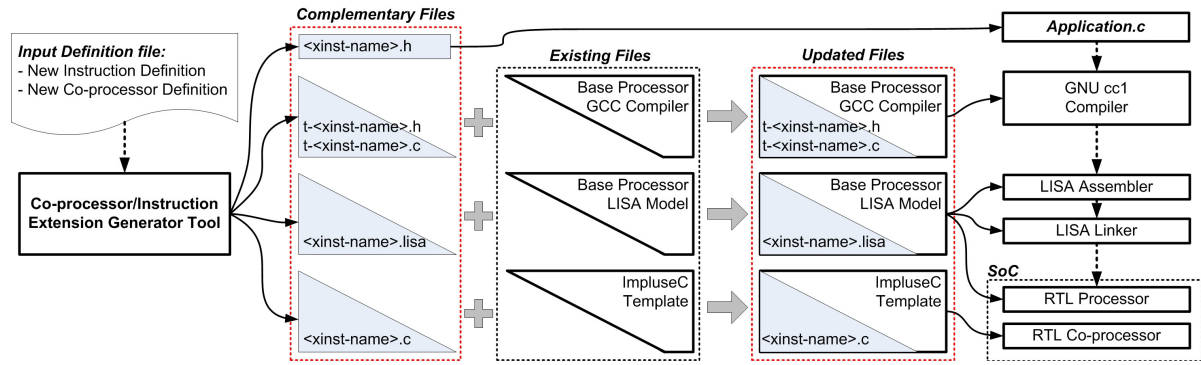 Complementary Files
Input Definition file:
- New Instruction Definition
- New Co-processor Definition
Co-processor/Instruction
Extension Generator Tool
<xinst-name>.h
t-<xinst-name>.h
t-<xinst-name>.c
<xinst-name>.lisa
<xinst-name>.c
Existing Files
Base Processor
GCC Compiler
Base Processor
LISA Model
ImpluseC
Template
Updated Files
Base Processor
GCC Compiler
t-<xinst-name>.h
t-<xinst-name>.c
Base Processor
LISA Model
<xinst-name>.lisa
ImpluseC
Template
<xinst-name>.c
Application.c
GNU cc1
Compiler
LISA Assembler
LISA Linker
SoC
RTL Processor
RTL Co-processor